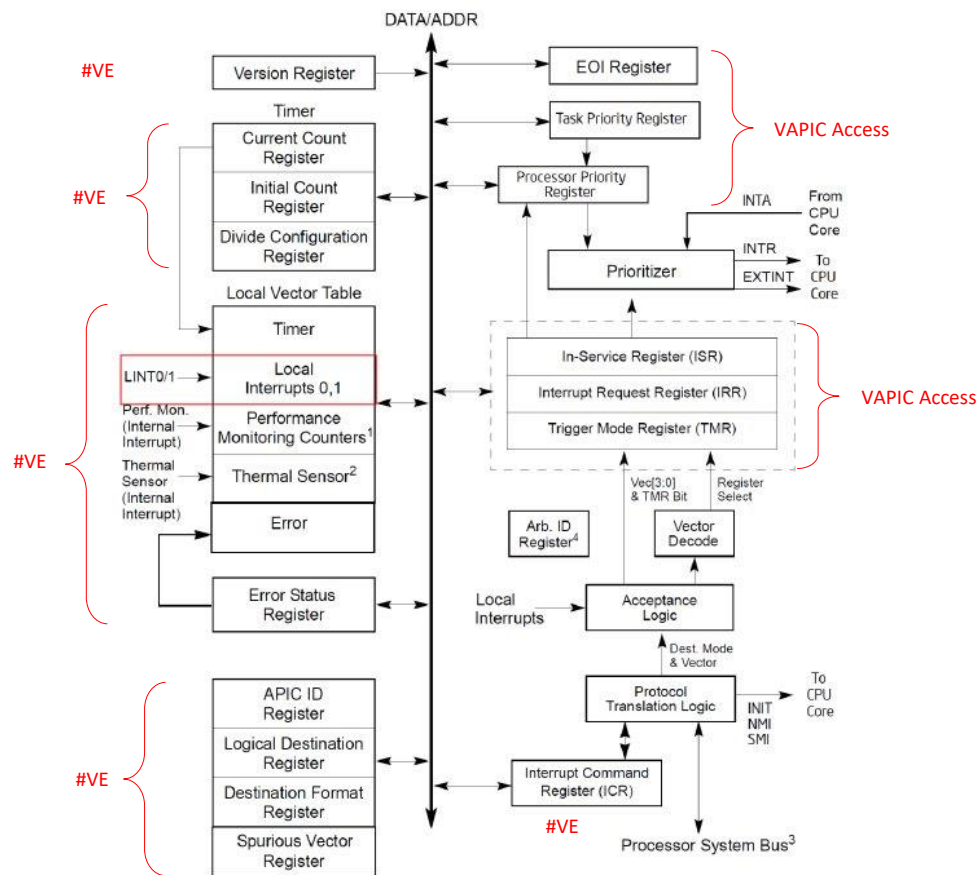 DATA/ADDR
#VE
Version Register
Timer
#VE
Current Count
Register
Initial Count
Register
Divide Configuration
Register
Local Vector Table
#VE
Timer
LINT0/1
Local
Interrupts 0,1
Perf. Mon.
(Internal
Interrupt)
Performance
Monitoring Counters1
Thermal
Sensor
(Internal
Interrupt)
Thermal Sensor2
Error
Error Status
Register
#VE
APIC ID
Register
Logical Destination
Register
Destination Format
Register
Spurious Vector
Register
EOI Register
Task Priority Register
Processor Priority
Register
VAPIC Access
INTA
From
CPU
Core
Prioritizer
INTR
EXTINT
To
CPU
Core
In-Service Register (ISR)
Interrupt Request Register (IRR)
Trigger Mode Register (TMR)
VAPIC Access
Vec[3:0]
& TMR Bit
Register
Select
Arb. ID
Register4
Vector
Decode
Local
Interrupts
Acceptance
Logic
Dest. Mode
& Vector
Protocol
Translation Logic
INIT
NMI
SMI
To
CPU
Core
Interrupt Command
Register (ICR)
#VE
Processor System Bus3